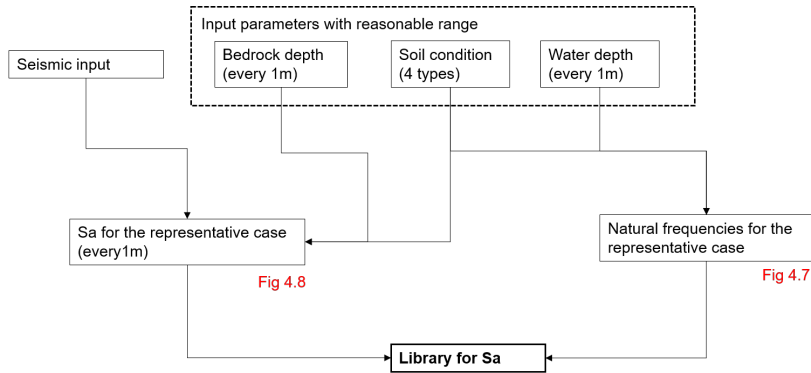 Input parameters with reasonable range
Seismic input
Bedrock depth
(every 1m)
Soil condition
(4 types)
Water depth
(every 1m)
Sa for the representative case
(every1m)
Natural frequencies for the
representative case
Fig 4.8
Fig 4.7
Library for Sa